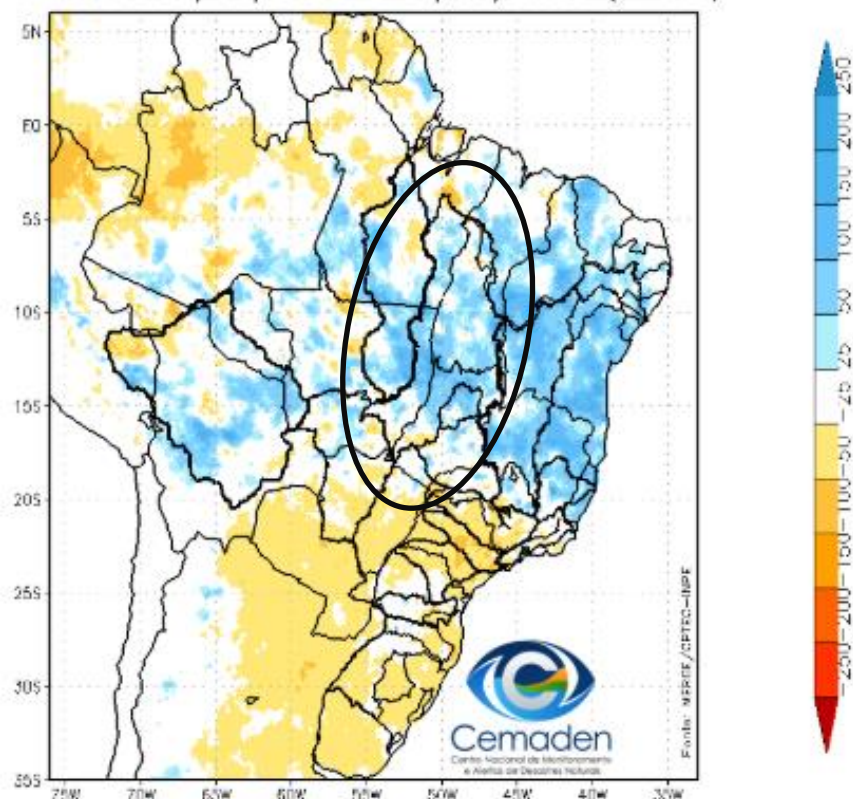 5N
EQ
5S
10S
15S
20S
25S
30S
35S
75W
70W
65W
60W
55W
50W
45W
40W
35W
250
200
150
100
50
25
-25
-50
-100
-150
-200
-250
Fonte: MERGE/CPTEC-INPE
Cemaden
Centro Nacional de Monitoramento
e Alertas de Desastres Naturais